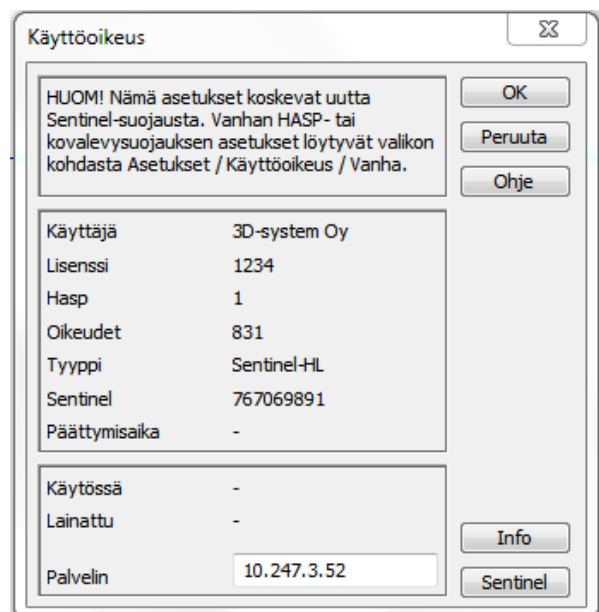 Käyttöoikeus
HUOM! Nämä asetukset koskevat uutta
Sentinel-suojausta. Vanhan HASP- tai
kovalevysuojauksen asetukset löytyvät valikon
kohdasta Asetukset / Käyttöoikeus / Vanha.
OK
Peruuta
Ohje
Käyttäjä 3D-system Oy
Lisenssi 1234
Hasp 1
Oikeudet 831
Tyyppi Sentinel-HL
Sentinel 767069891
Päättymisaika -
Käytössä -
Lainattu -
Palvelin 10.247.3.52
Info
Sentinel